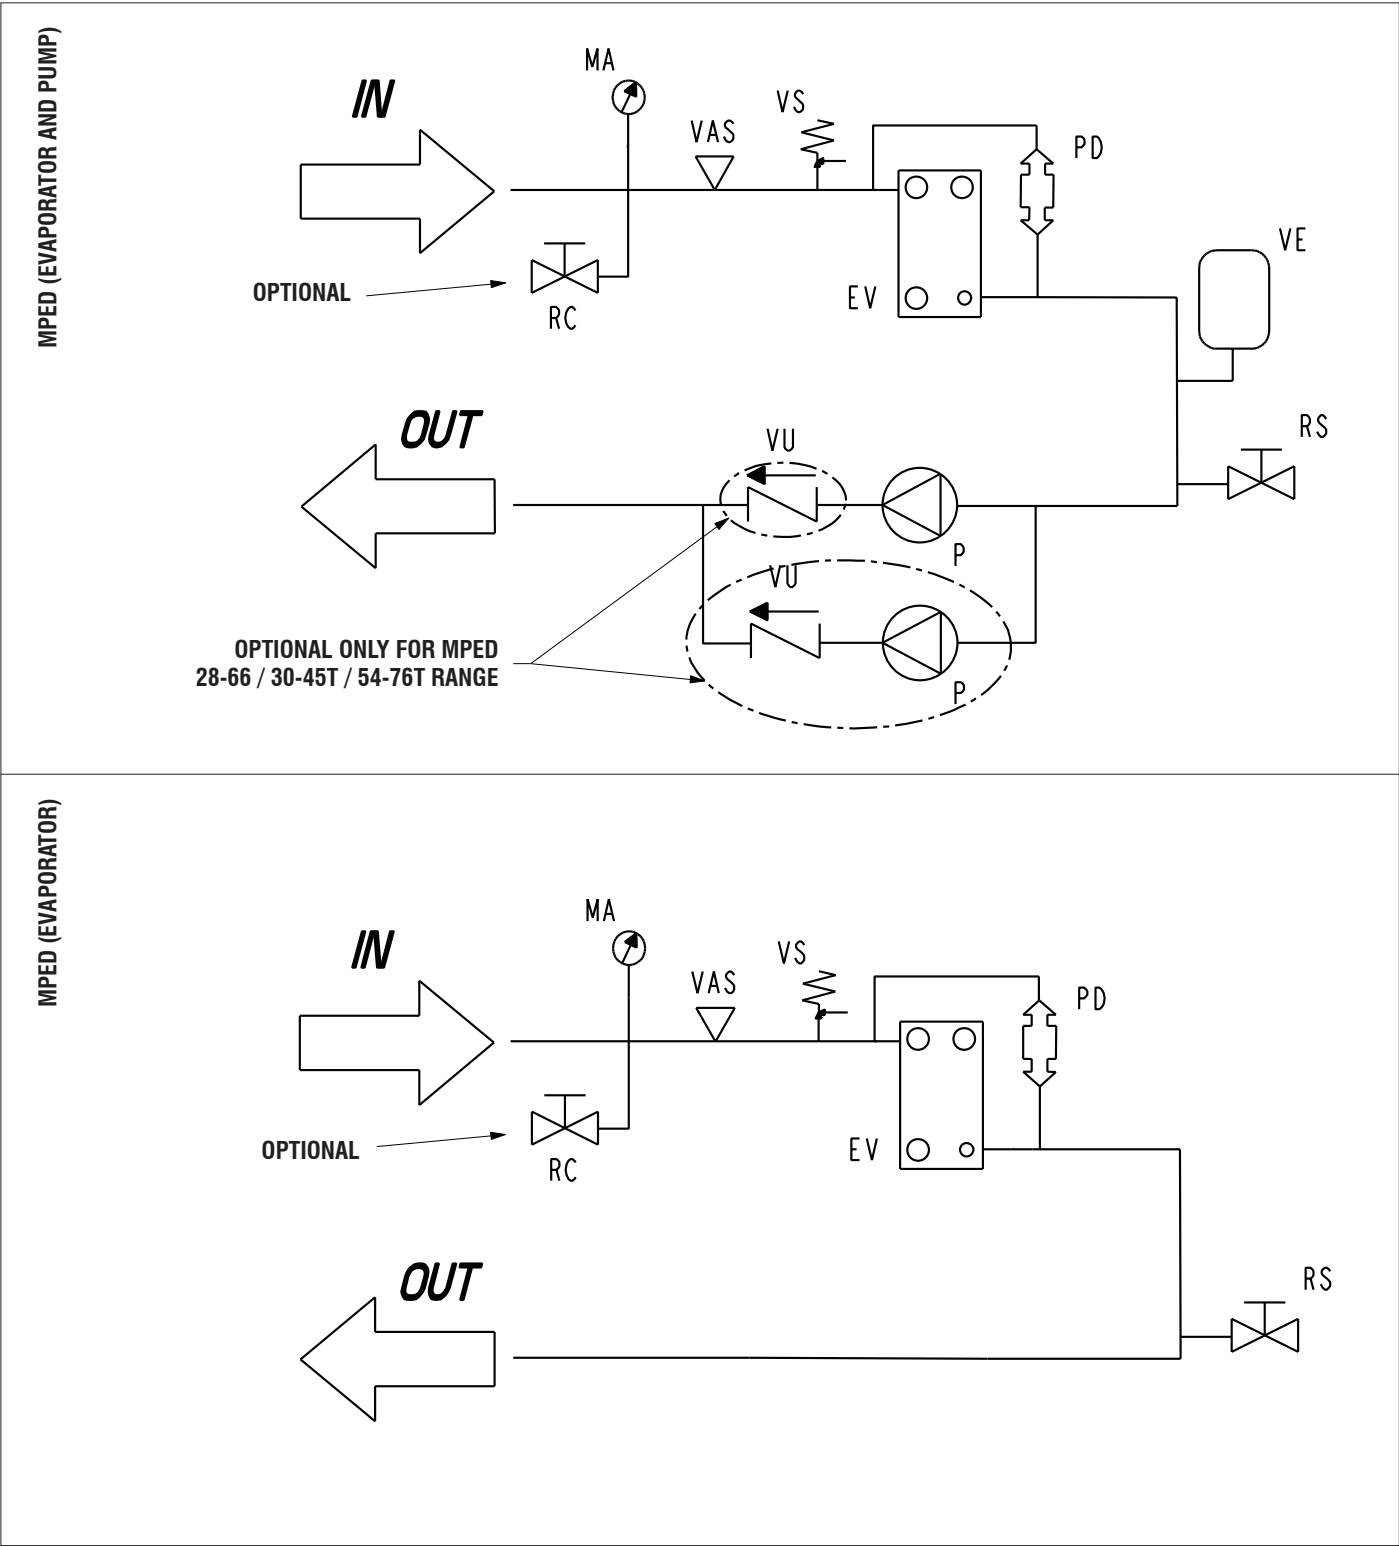 MPED (EVAPORATOR AND PUMP)
MA
IN
VS
VAS
PD
VE
OPTIONAL
EV
RC
OUT
VU
RS
P
VU
OPTIONAL ONLY FOR MPED
28-66 / 30-45T / 54-76T RANGE
P
MPED (EVAPORATOR)
MA
IN
VS
VAS
PD
OPTIONAL
EV
RC
OUT
RS